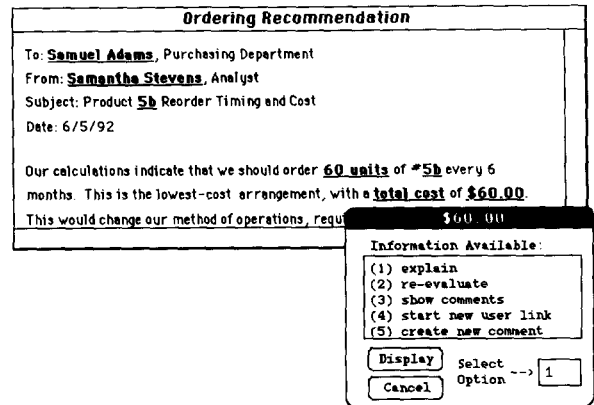 Ordering Recommendation
To: Samuel Adams, Purchasing Department
From: Samantha Stevens, Analyst
Subject: Product 5b Reorder Timing and Cost
Date: 6/5/92
Our calculations indicate that we should order 60 units of #5b every 6
months. This is the lowest-cost arrangement, with a total cost of $60.00.
This would change our method of operations, requ
$60.00
Information Available:
(1) explain
(2) re-evaluate
(3) show comments
(4) start new user link
(5) create new comment
Display
Cancel
Select
Option --> 1